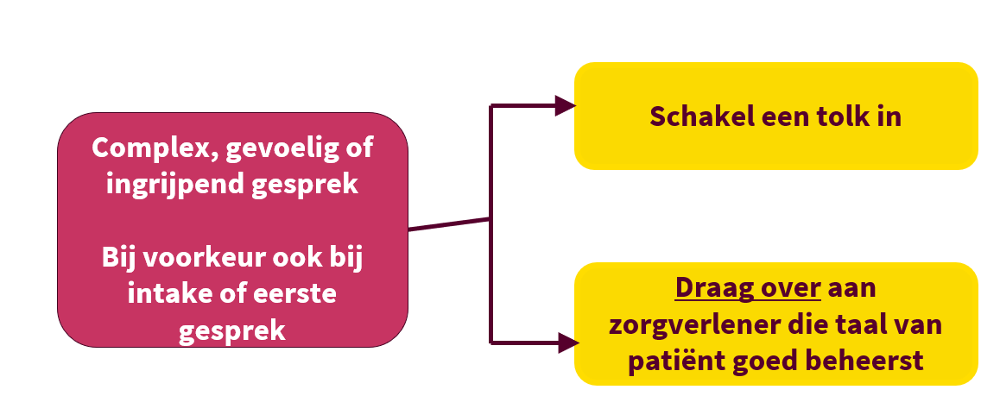 Complex, gevoelig of
ingrijpend gesprek
Bij voorkeur ook bij
intake of eerste
gesprek
Schakel een tolk in
Draag over aan
zorgverlener die taal van
patiënt goed beheerst